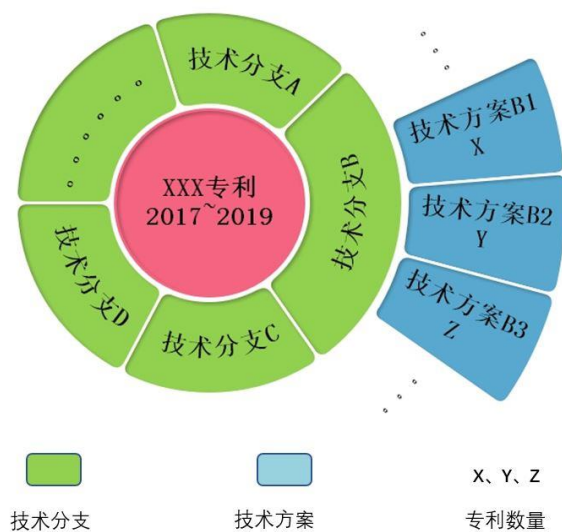 技术分支A
技术方案B1
X
XXX专利
2017~2019
技术分支B
技术方案B2
Y
技术分支D
技术分支C
技术方案B3
Z
X、Y、Z
技术分支
技术方案
专利数量